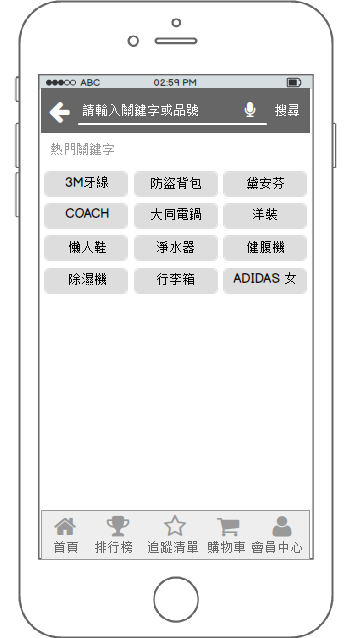 ABC 02:59 PM
請輸入關鍵字或品號 搜尋
熱門關鍵字
3M牙線 防盜背包 黛安芬
COACH 大同電鍋 洋裝
懶人鞋 淨水器 健腹機
除濕機 行李箱 ADIDAS 女
首頁 排行榜 追蹤清單 購物車 會員中心